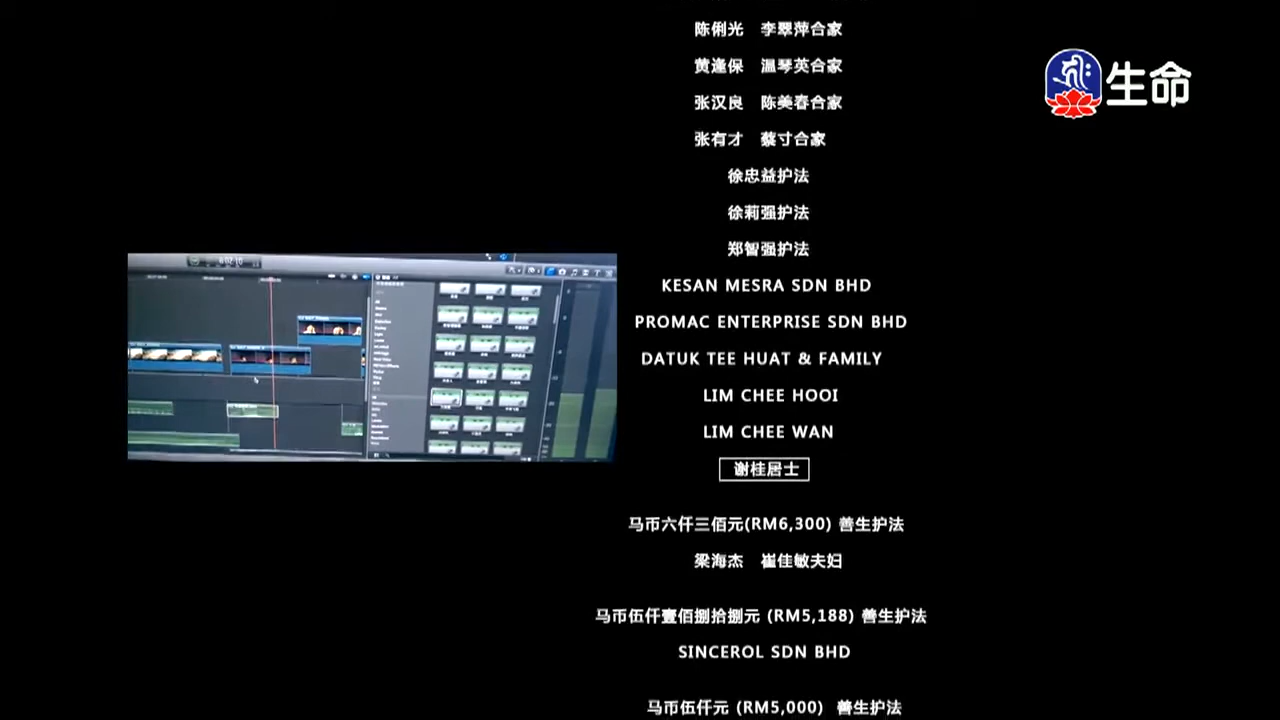 陈俐光　李翠萍合家
黄逢保　温琴英合家
生命
张汉良　陈美春合家
张有才　蔡寸合家
徐忠益护法
徐莉强护法
郑智强护法
KESAN MESRA SDN BHD
PROMAC ENTERPRISE SDN BHD
DATUK TEE HUAT & FAMILY
LIM CHEE HOOI
LIM CHEE WAN
谢桂居士
马币六仟三佰元(RM6,300) 善生护法
梁海杰　崔佳敏夫妇
马币伍仟壹佰捌拾捌元 (RM5,188) 善生护法
SINCEROL SDN BHD
马币伍仟元 (RM5,000) 善生护法